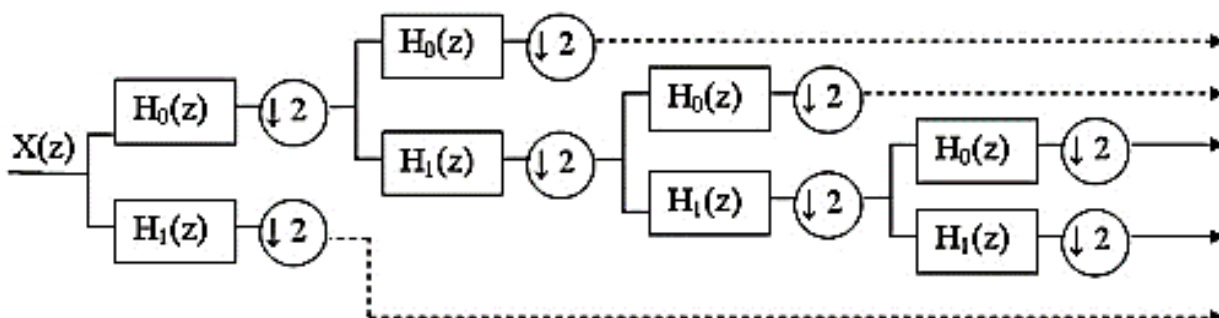 H₀(z) ↓ 2
H₀(z) ↓ 2
H₀(z) ↓ 2
H₀(z) ↓ 2
X(z)
H₁(z) ↓ 2
H₁(z) ↓ 2
H₁(z) ↓ 2
H₁(z) ↓ 2